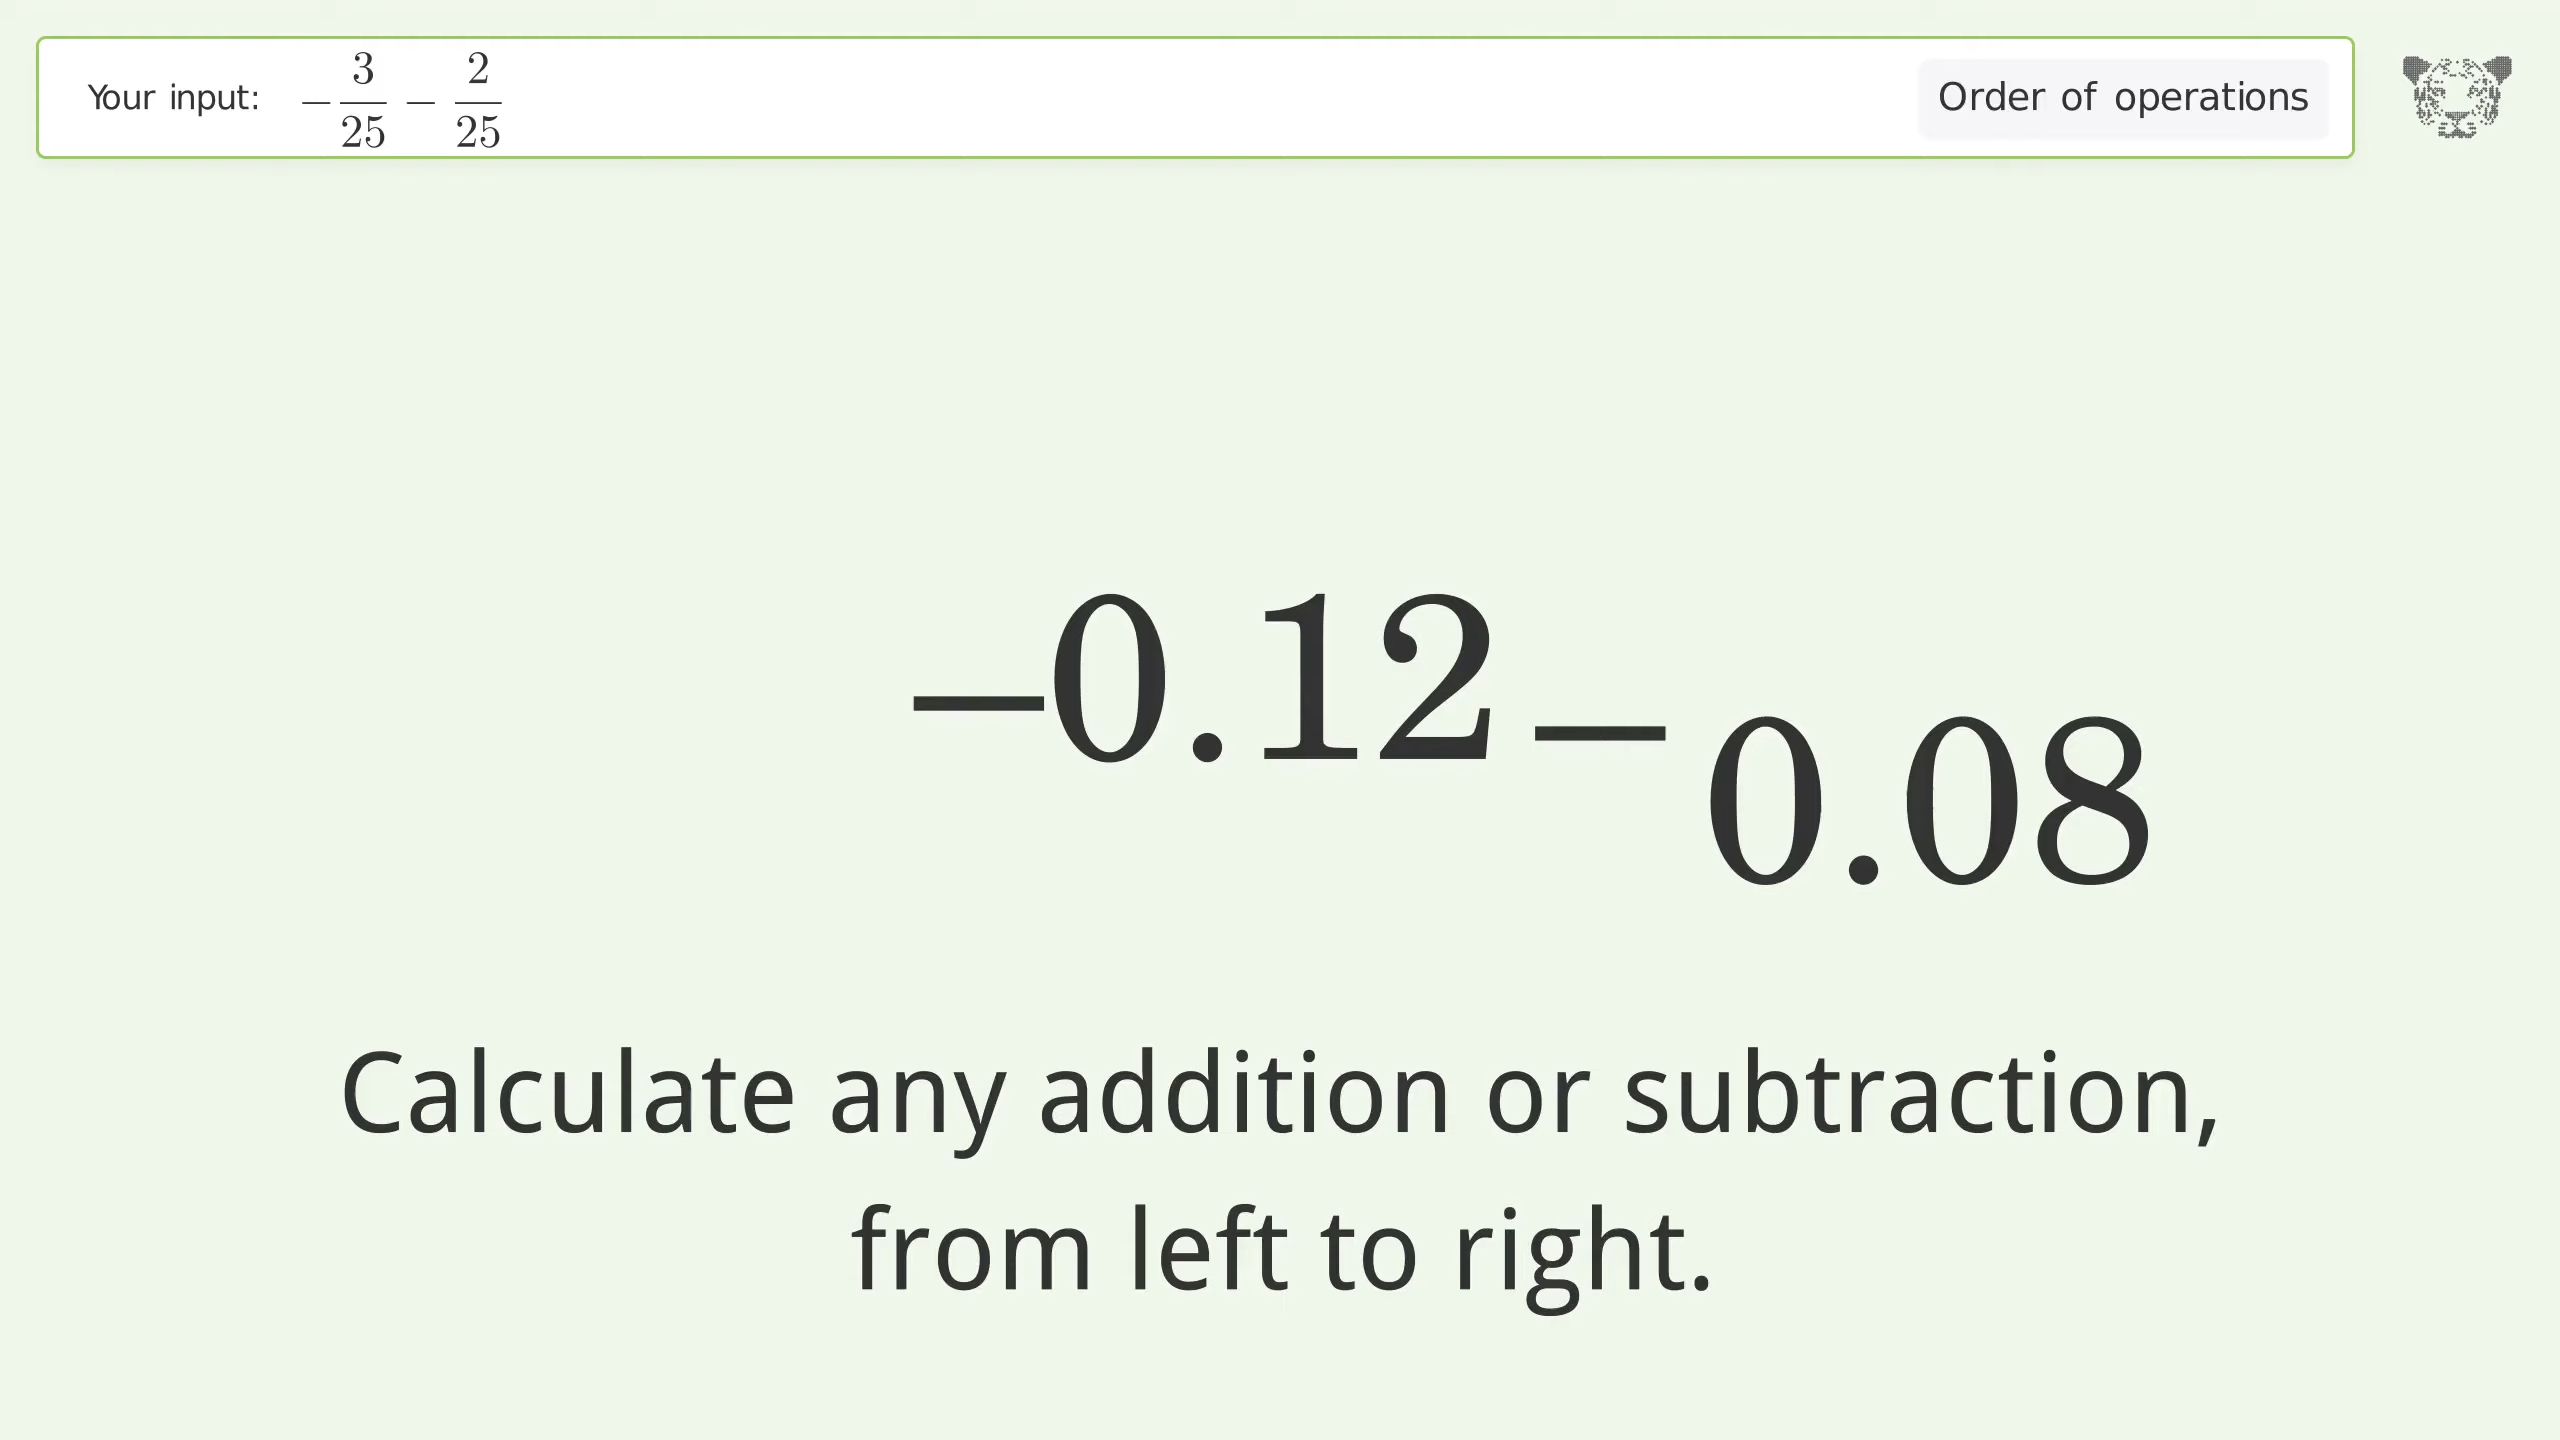 Your input: −3/25 − 2/25
Order of operations
−0.12−0.08
Calculate any addition or subtraction,
from left to right.